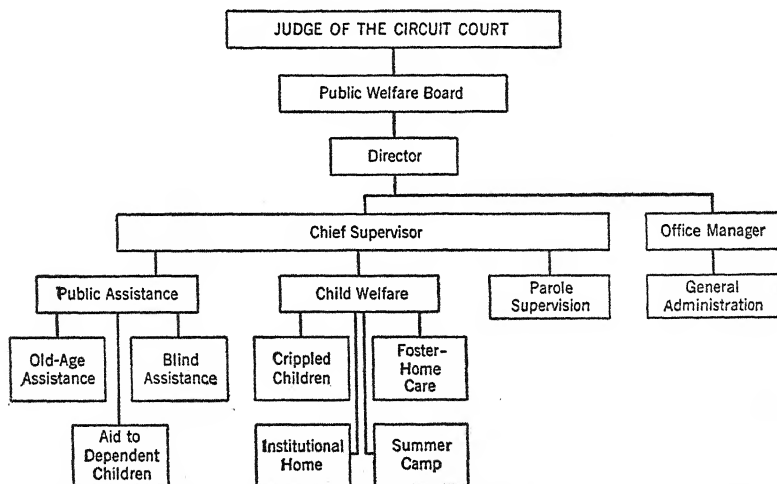 JUDGE OF THE CIRCUIT COURT
Public Welfare Board
Director
Chief Supervisor
Office Manager
Public Assistance
Child Welfare
Parole
Supervision
General
Administration
Old-Age
Assistance
Blind
Assistance
Crippled
Children
Foster-
Home
Care
Aid to
Dependent
Children
Institutional
Home
Summer
Camp